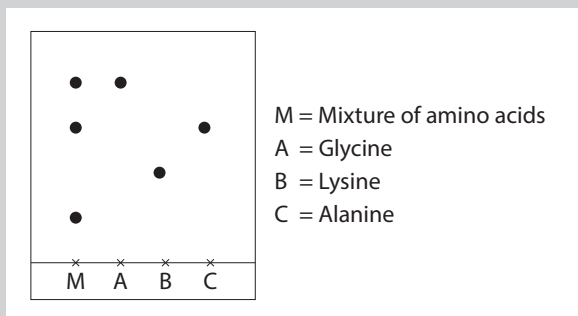 M A B C
M = Mixture of amino acids
A = Glycine
B = Lysine
C = Alanine